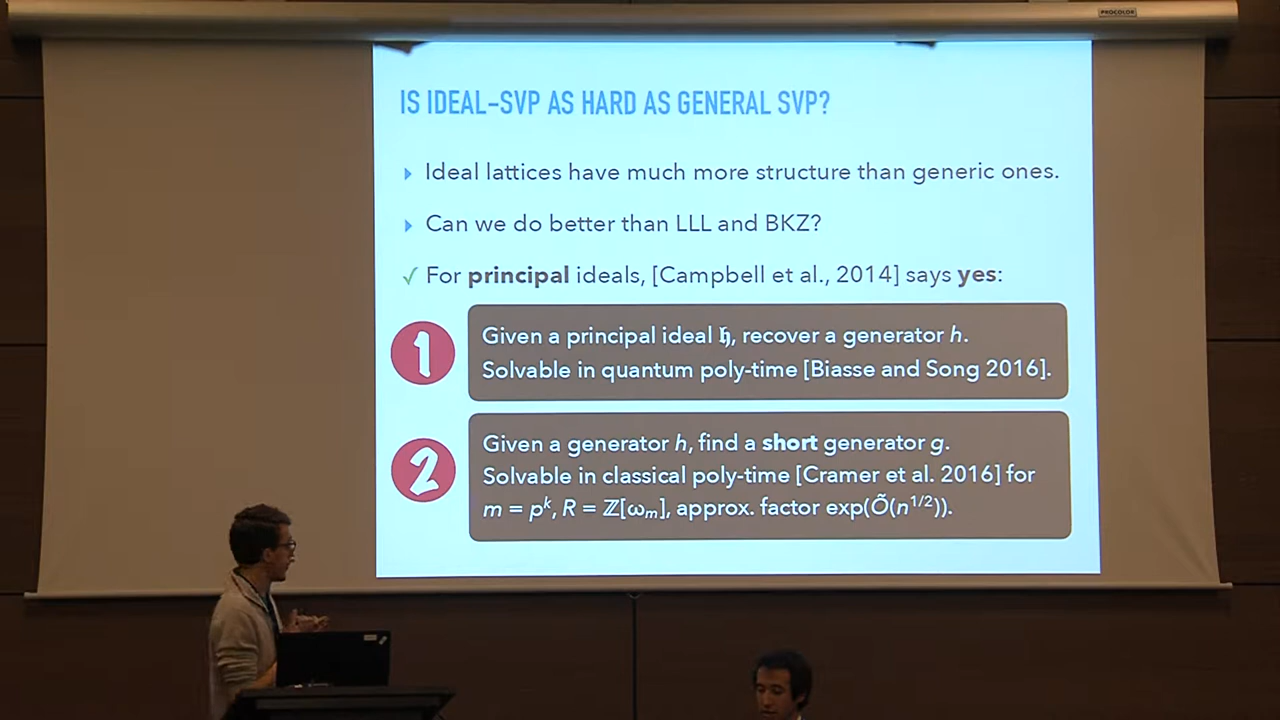 PROCOLOR
IS IDEAL-SVP AS HARD AS GENERAL SVP?
Ideal lattices have much more structure than generic ones.
Can we do better than LLL and BKZ?
✓ For principal ideals, [Campbell et al., 2014] says yes:
1
Given a principal ideal 𝔥, recover a generator h.
Solvable in quantum poly-time [Biasse and Song 2016].
2
Given a generator h, find a short generator g.
Solvable in classical poly-time [Cramer et al. 2016] for
m = pᵏ, R = ℤ[ωₘ], approx. factor exp(Õ(n¹ᐟ²)).